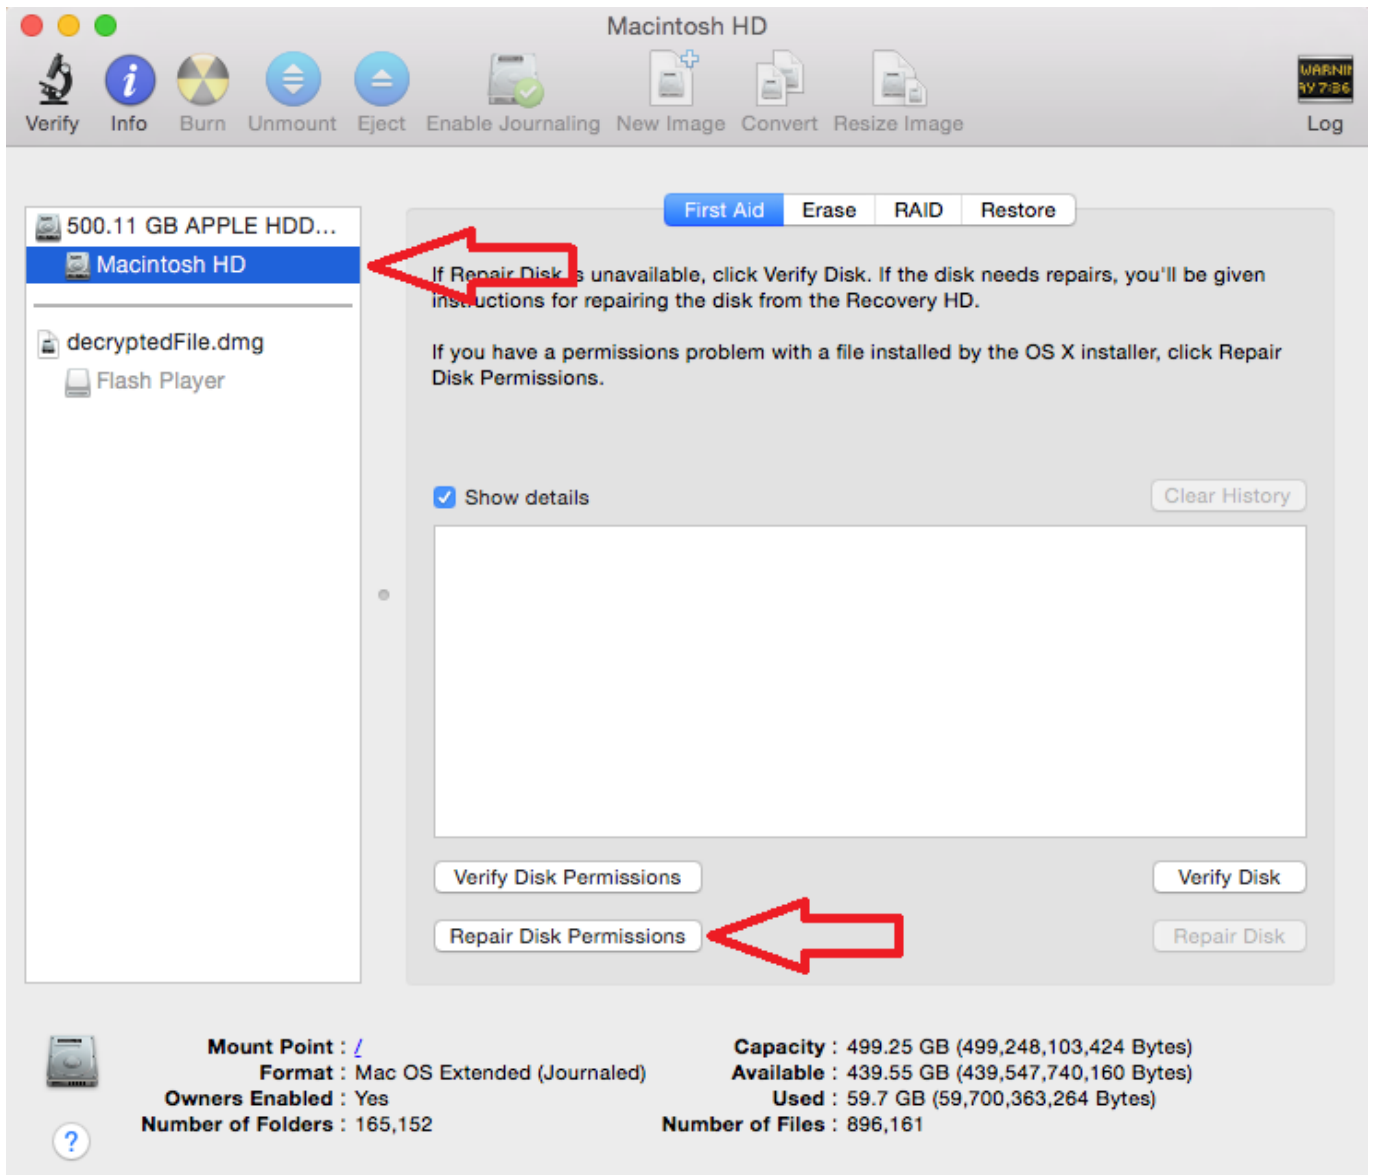 Macintosh HD
Verify Info Burn Unmount Eject Enable Journaling New Image Convert Resize Image Log
WARNIN
AY 7:36
500.11 GB APPLE HDD...
Macintosh HD
decryptedFile.dmg
Flash Player
First Aid Erase RAID Restore
If Repair Disk is unavailable, click Verify Disk. If the disk needs repairs, you'll be given
instructions for repairing the disk from the Recovery HD.
If you have a permissions problem with a file installed by the OS X installer, click Repair
Disk Permissions.
Show details Clear History
Verify Disk Permissions Verify Disk
Repair Disk Permissions Repair Disk
Mount Point : / Capacity : 499.25 GB (499,248,103,424 Bytes)
Format : Mac OS Extended (Journaled) Available : 439.55 GB (439,547,740,160 Bytes)
Owners Enabled : Yes Used : 59.7 GB (59,700,363,264 Bytes)
Number of Folders : 165,152 Number of Files : 896,161
?